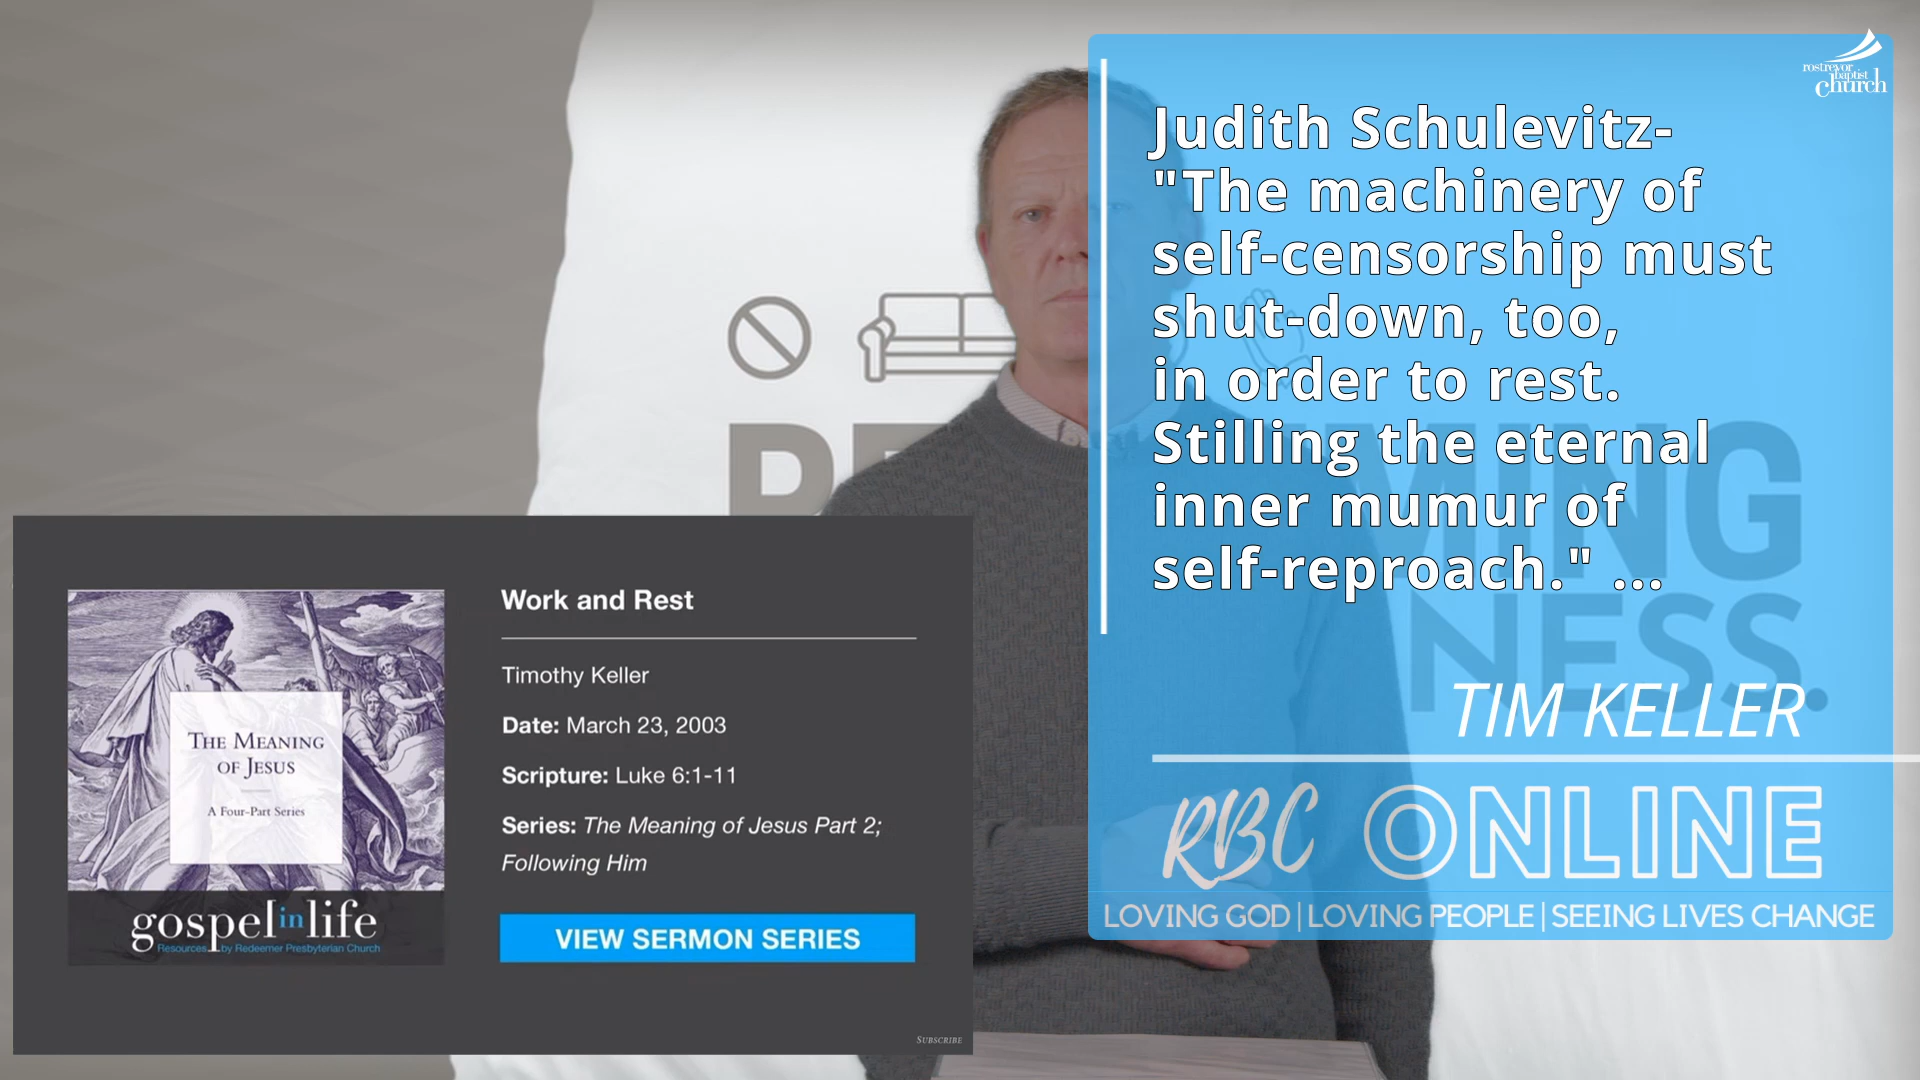 rostrevor
baptist
church
Judith Schulevitz-
"The machinery of
self-censorship must
shut-down, too,
in order to rest.
Stilling the eternal
inner mumur of
self-reproach." ...
TIM KELLER
RBC ONLINE
LOVING GOD | LOVING PEOPLE | SEEING LIVES CHANGE
MING
NESS.
Work and Rest
Timothy Keller
Date: March 23, 2003
Scripture: Luke 6:1-11
Series: The Meaning of Jesus Part 2;
Following Him
VIEW SERMON SERIES
SUBSCRIBE
THE MEANING
OF JESUS
A Four-Part Series
gospel in life
Resources by Redeemer Presbyterian Church